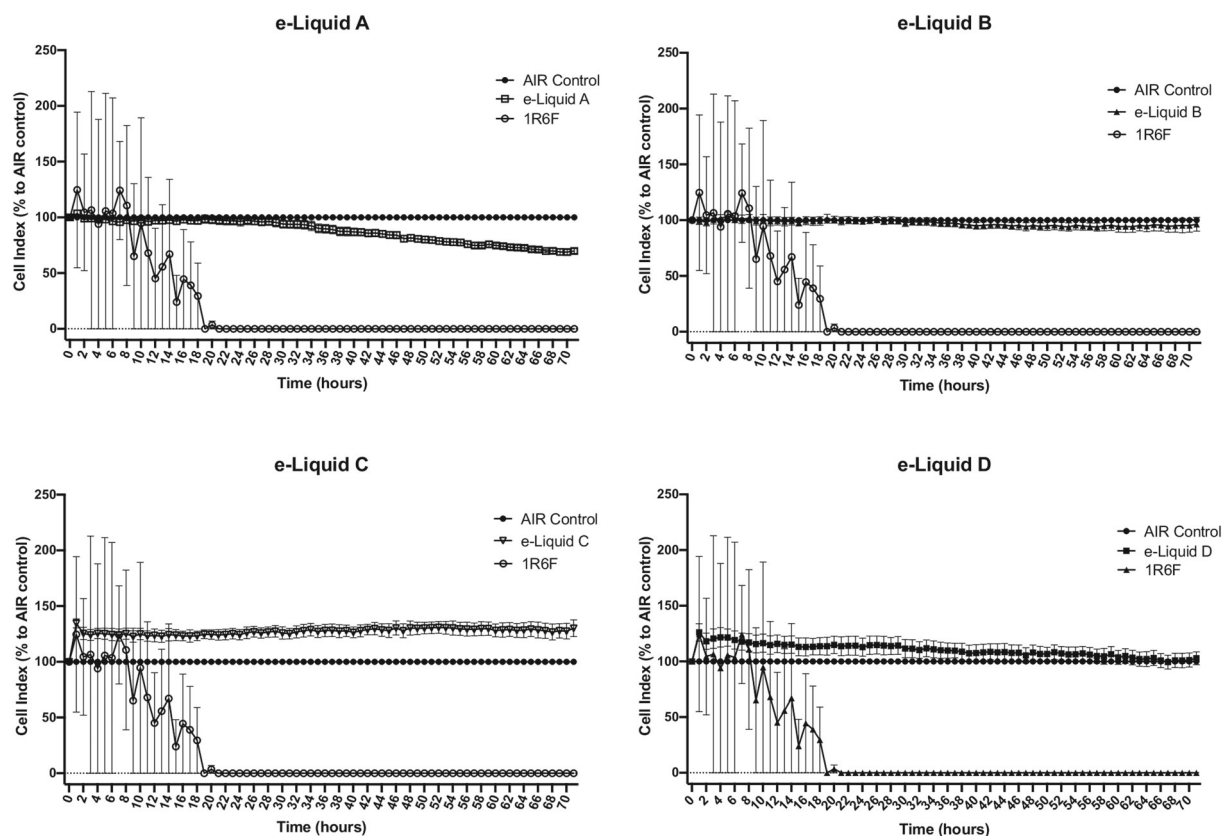 e-Liquid A
250
200
150
100
50
0
Cell Index (% to AIR control)
AIR Control
e-Liquid A
1R6F
0 2 4 6 8 10 12 14 16 18 20 22 24 26 28 30 32 34 36 38 40 42 44 46 48 50 52 54 56 58 60 62 64 66 68 70
Time (hours)
e-Liquid B
250
200
150
100
50
0
Cell Index (% to AIR control)
AIR Control
e-Liquid B
1R6F
0 2 4 6 8 10 12 14 16 18 20 22 24 26 28 30 32 34 36 38 40 42 44 46 48 50 52 54 56 58 60 62 64 66 68 70
Time (hours)
e-Liquid C
250
200
150
100
50
0
Cell Index (% to AIR control)
AIR Control
e-Liquid C
1R6F
0 2 4 6 8 10 12 14 16 18 20 22 24 26 28 30 32 34 36 38 40 42 44 46 48 50 52 54 56 58 60 62 64 66 68 70
Time (hours)
e-Liquid D
250
200
150
100
50
0
Cell Index (% to AIR control)
AIR Control
e-Liquid D
1R6F
0 2 4 6 8 10 12 14 16 18 20 22 24 26 28 30 32 34 36 38 40 42 44 46 48 50 52 54 56 58 60 62 64 66 68 70
Time (hours)